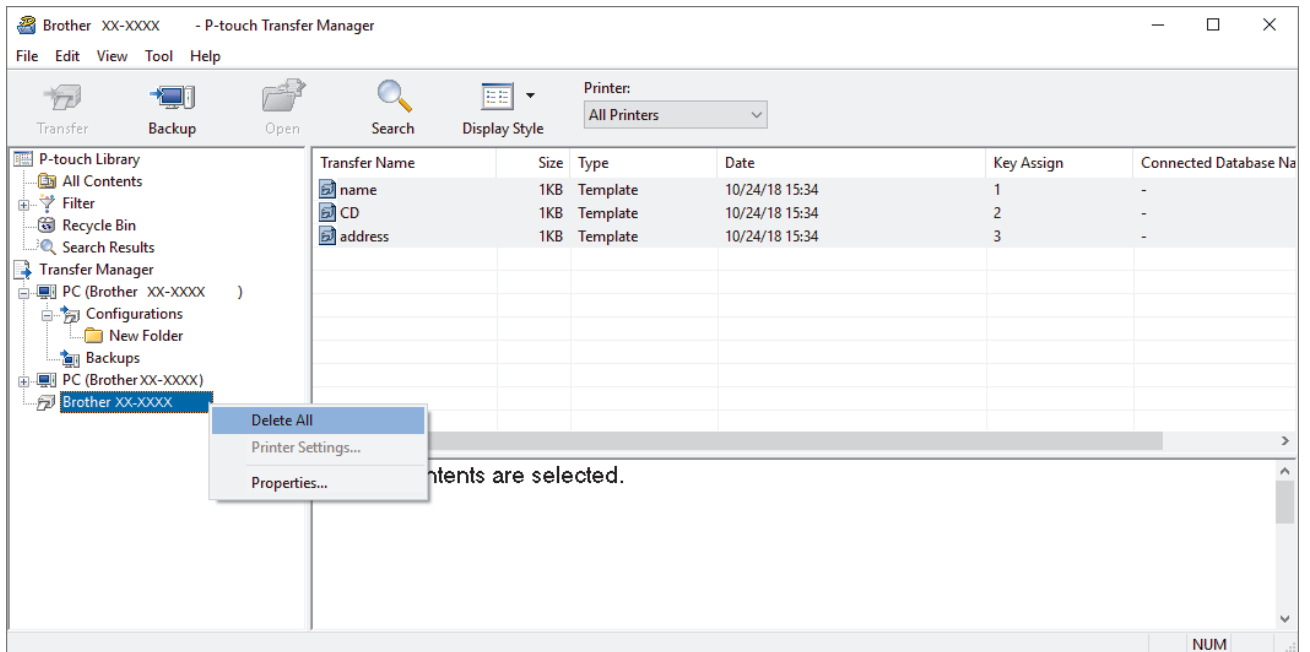 Brother XX-XXXX - P-touch Transfer Manager
File Edit View Tool Help
Transfer
Backup
Open
Search
Display Style
Printer:
All Printers
P-touch Library
All Contents
Filter
Recycle Bin
Search Results
Transfer Manager
PC (Brother XX-XXXX )
Configurations
New Folder
Backups
PC (Brother XX-XXXX)
Brother XX-XXXX
Delete All
Printer Settings...
Properties...
Transfer Name Size Type Date Key Assign Connected Database Na
name 1KB Template 10/24/18 15:34 1 -
CD 1KB Template 10/24/18 15:34 2 -
address 1KB Template 10/24/18 15:34 3 -
ntents are selected.
NUM